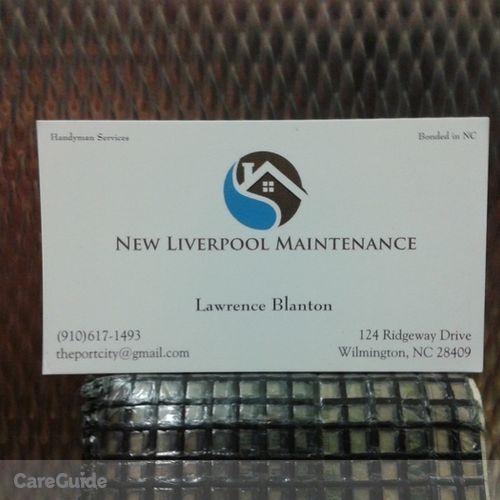 Handyman Services
Bonded in NC
NEW LIVERPOOL MAINTENANCE
Lawrence Blanton
(910)617-1493
theportcity@gmail.com
124 Ridgeway Drive
Wilmington, NC 28409
CareGuide